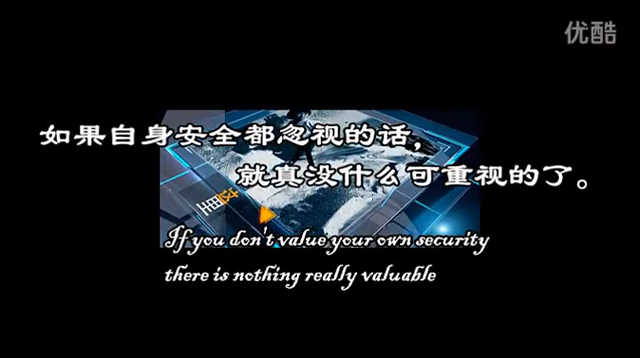 优酷
如果自身安全都忽视的话，
就真没什么可重视的了。
If you don't value your own security
there is nothing really valuable